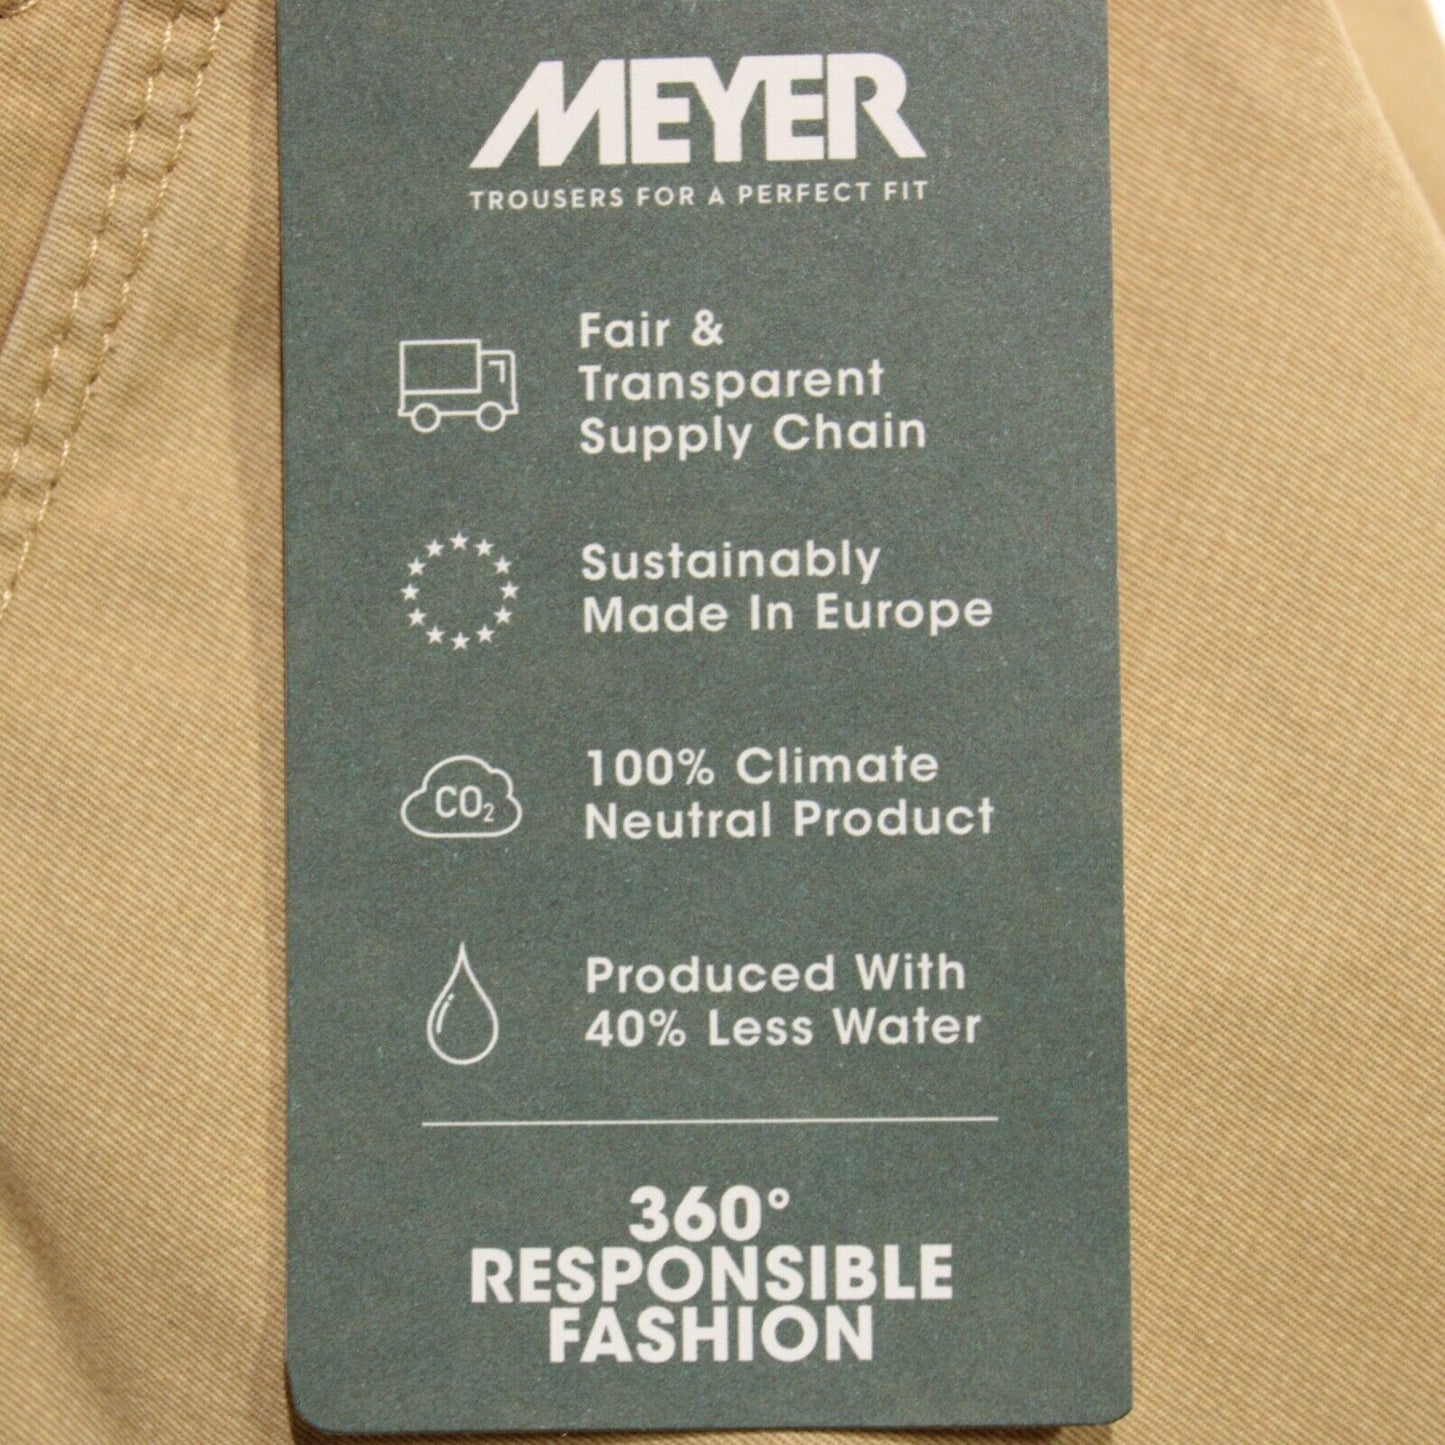 MEYER
TROUSERS FOR A PERFECT FIT
Fair &
Transparent
Supply Chain
Sustainably
Made In Europe
CO₂
100% Climate
Neutral Product
Produced With
40% Less Water
360°
RESPONSIBLE
FASHION